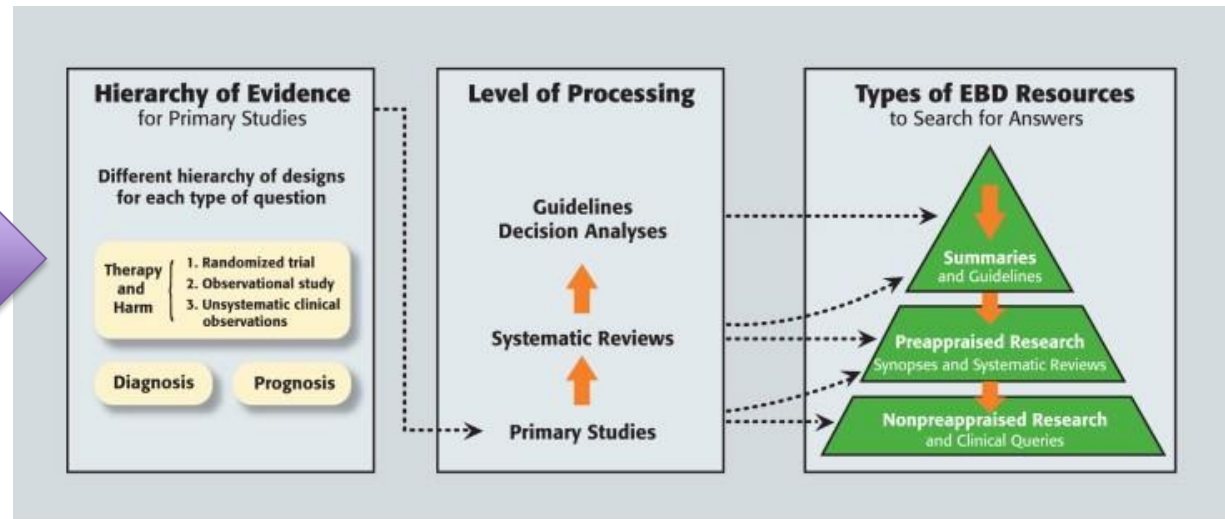 Hierarchy of Evidence
for Primary Studies
Different hierarchy of designs
for each type of question
Therapy
and
Harm
1. Randomized trial
2. Observational study
3. Unsystematic clinical
observations
Diagnosis
Prognosis
Level of Processing
Guidelines
Decision Analyses
Systematic Reviews
Primary Studies
Types of EBD Resources
to Search for Answers
Summaries
and Guidelines
Preappraised Research
Synopses and Systematic Reviews
Nonpreappraised Research
and Clinical Queries